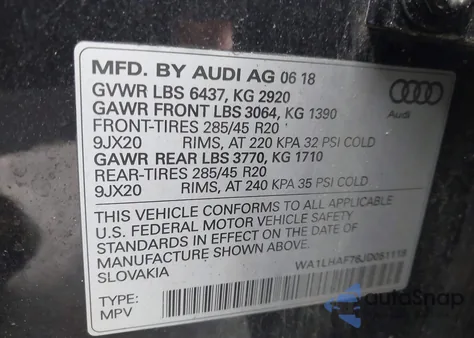 MFD. BY AUDI AG 06 18
GVWR LBS 6437, KG 2920
GAWR FRONT LBS 3064, KG 1390
FRONT-TIRES 285/45 R20
9JX20 RIMS, AT 220 KPA 32 PSI COLD
GAWR REAR LBS 3770, KG 1710
REAR-TIRES 285/45 R20
9JX20 RIMS, AT 240 KPA 35 PSI COLD
THIS VEHICLE CONFORMS TO ALL APPLICABLE
U.S. FEDERAL MOTOR VEHICLE SAFETY
STANDARDS IN EFFECT ON THE DATE OF
MANUFACTURE SHOWN ABOVE
SLOVAKIA
WA1LHAF76JD051115
TYPE:
MPV
Audi
autoSnap